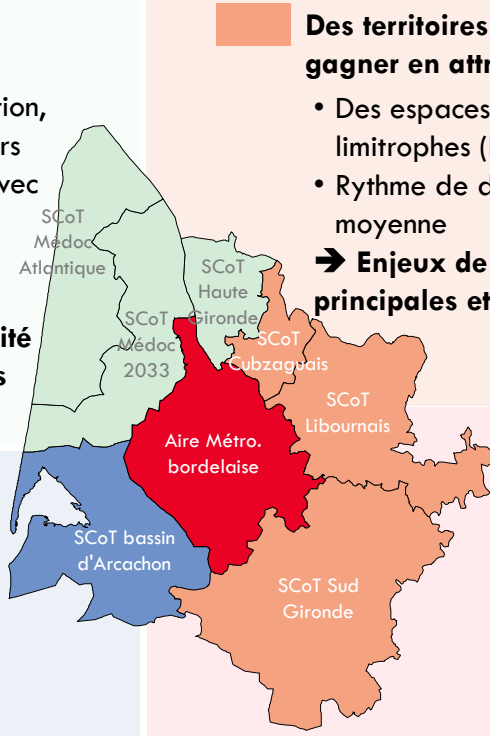 Des territoires
gagner en attr
• Des espaces
limitrophes (
• Rythme de d
moyenne
➔ Enjeux de
principales et
tion,
rs
vec
ité
s
SCoT
Médoc
Atlantique
SCoT
Médoc
2033
SCoT
Haute
Gironde
SCoT
Cubzaguais
SCoT
Libournais
Aire Métro.
bordelaise
SCoT bassin
d'Arcachon
SCoT Sud
Gironde